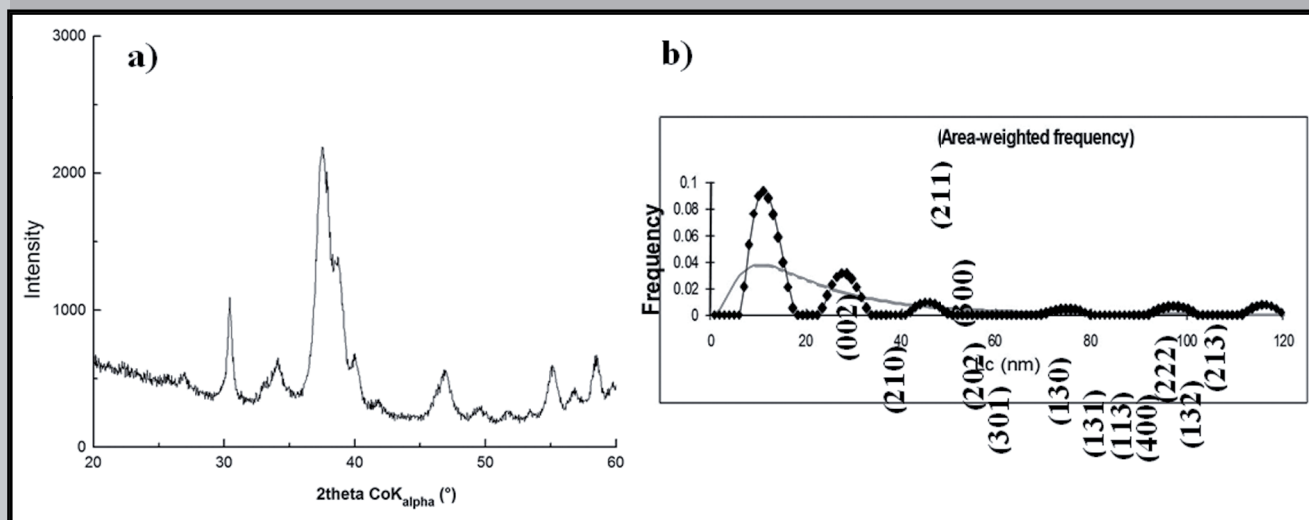 a)
3000
2000
1000
0
Intensity
20 30 40 50 60
2theta CoKalpha (°)
b)
(Area-weighted frequency)
Frequency
0.1
0.08
0.06
0.04
0.02
0
0 20 40 60 80 100 120
Lc (nm)
(211)
(300)
(002)
(210)
(202)
(301)
(130)
(131)
(113)
(400)
(222)
(132)
(213)